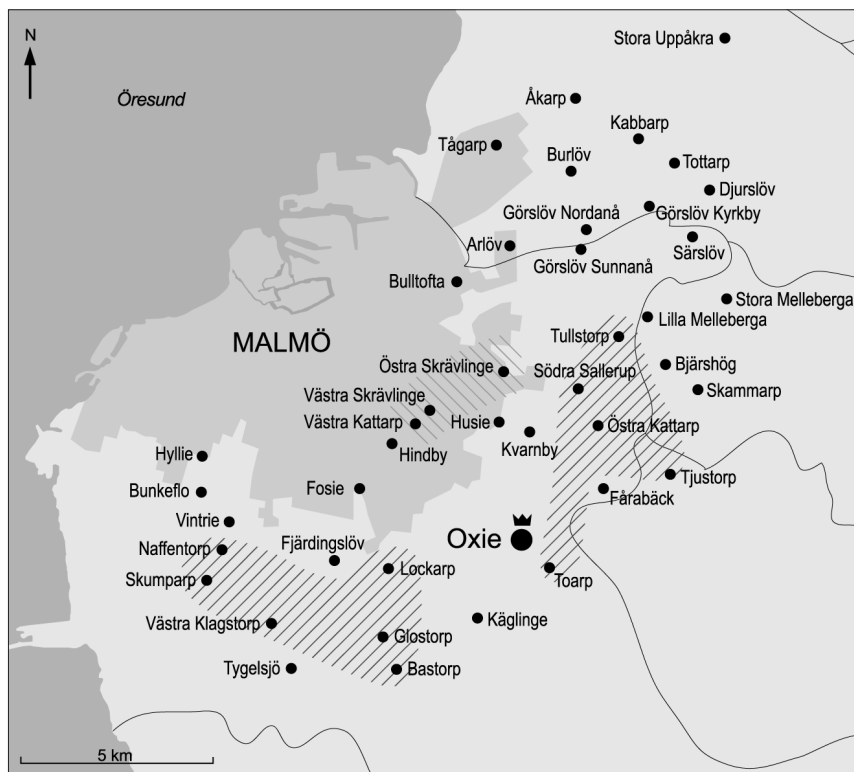 Stora Uppåkra
N
Öresund
Åkarp
Kabbarp
Tågarp
Burlöv
Tottarp
Djurslöv
Görslöv Nordanå
Görslöv Kyrkby
Arlöv
Särslöv
Görslöv Sunnanå
Bulltofta
Stora Melleberga
Lilla Melleberga
MALMÖ
Tullstorp
Östra Skrävlinge
Södra Sallerup
Bjärshög
Skammarp
Västra Skrävlinge
Västra Kattarp
Husie
Östra Kattarp
Hindby
Kvarnby
Hyllie
Tjustorp
Bunkeflo
Fosie
Fårabäck
Vintrie
Oxie
Naffentorp
Fjärdingslöv
Lockarp
Skumparp
Toarp
Västra Klagstorp
Käglinge
Glostorp
Tygelsjö
Bastorp
5 km